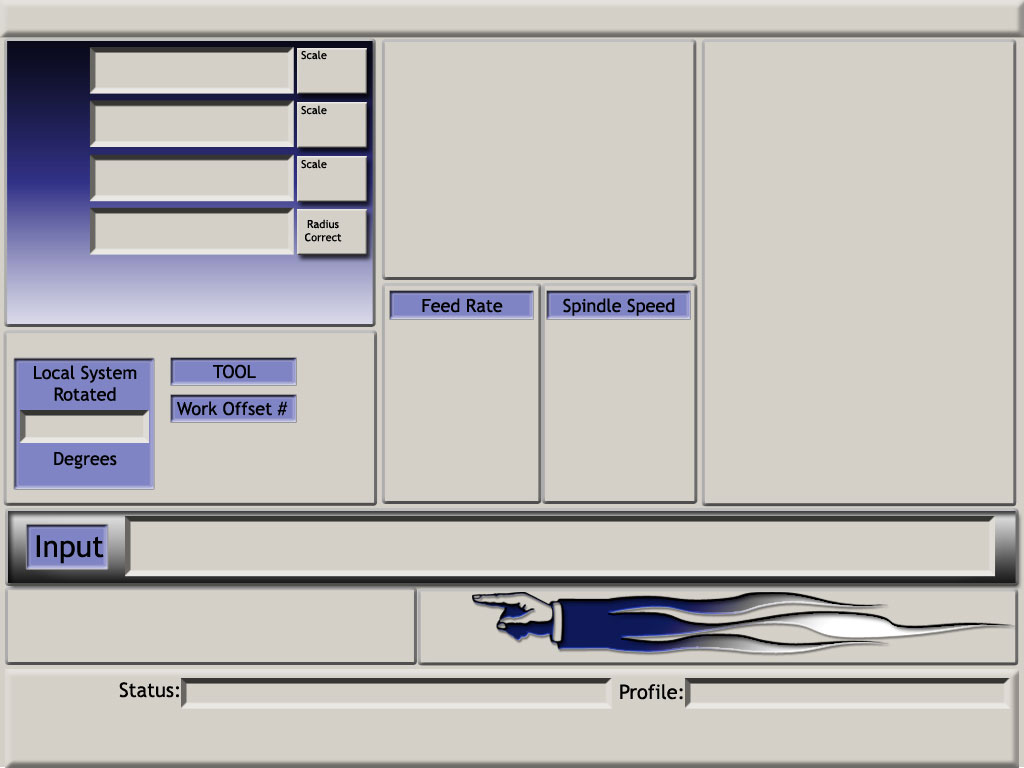 Scale
Scale
Scale
Radius
Correct
Feed Rate
Spindle Speed
Local System
Rotated
Degrees
TOOL
Work Offset #
Input
Status:
Profile: